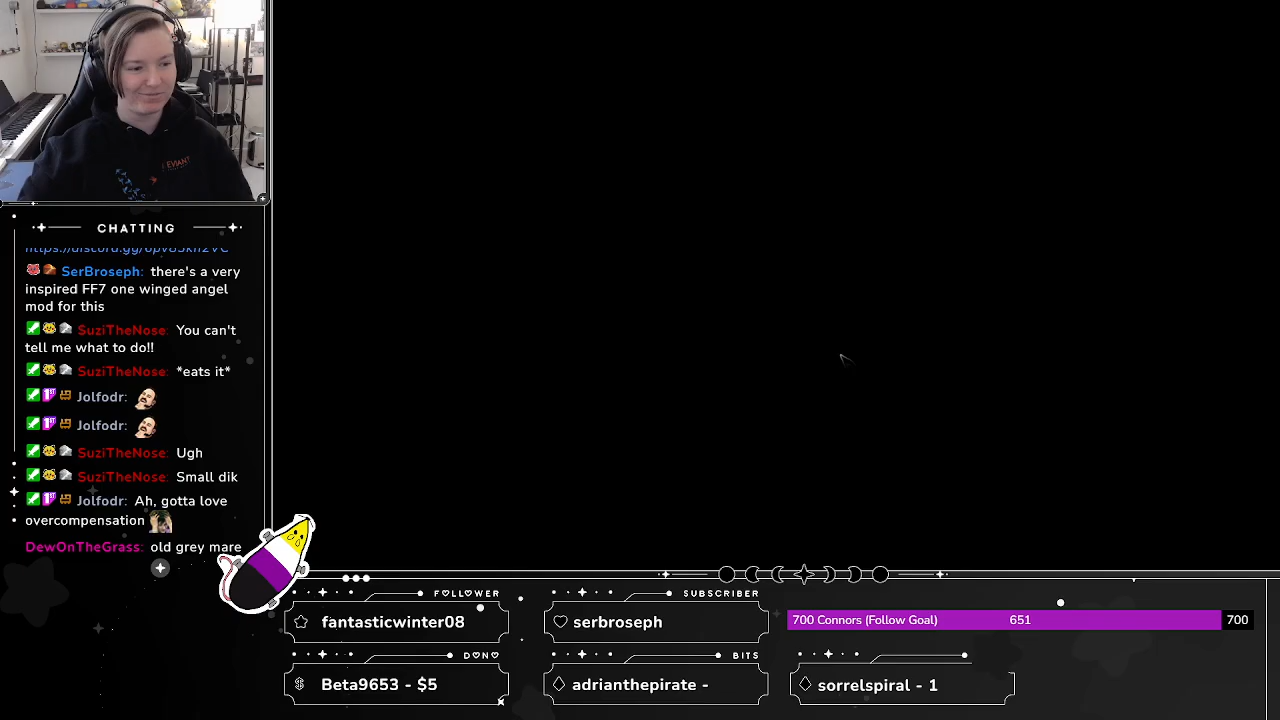 EVIANT
CHATTING
SerBroseph: there's a very
inspired FF7 one winged angel
mod for this
SuziTheNose: You can't
tell me what to do!!
SuziTheNose: *eats it*
Jolfodr:
Jolfodr:
SuziTheNose: Ugh
SuziTheNose: Small dik
Jolfodr: Ah, gotta love
overcompensation
DewOnTheGrass: old grey mare
FOLLOWER
fantasticwinter08
SUBSCRIBER
serbroseph
700 Connors (Follow Goal) 651 700
DONO
Beta9653 - $5
BITS
adrianthepirate -
sorrelspiral - 1